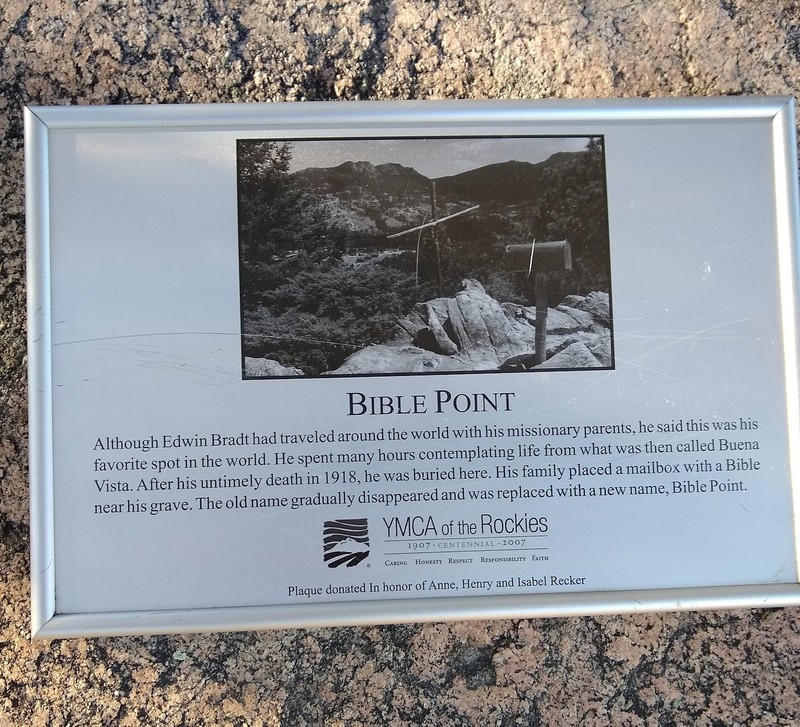 BIBLE POINT
Although Edwin Bradt had traveled around the world with his missionary parents, he said this was his
favorite spot in the world. He spent many hours contemplating life from what was then called Buena
Vista. After his untimely death in 1918, he was buried here. His family placed a mailbox with a Bible
near his grave. The old name gradually disappeared and was replaced with a new name, Bible Point.
YMCA of the Rockies
1907 · CENTENNIAL · 2007
CARING HONESTY RESPECT RESPONSIBILITY FAITH
Plaque donated In honor of Anne, Henry and Isabel Recker